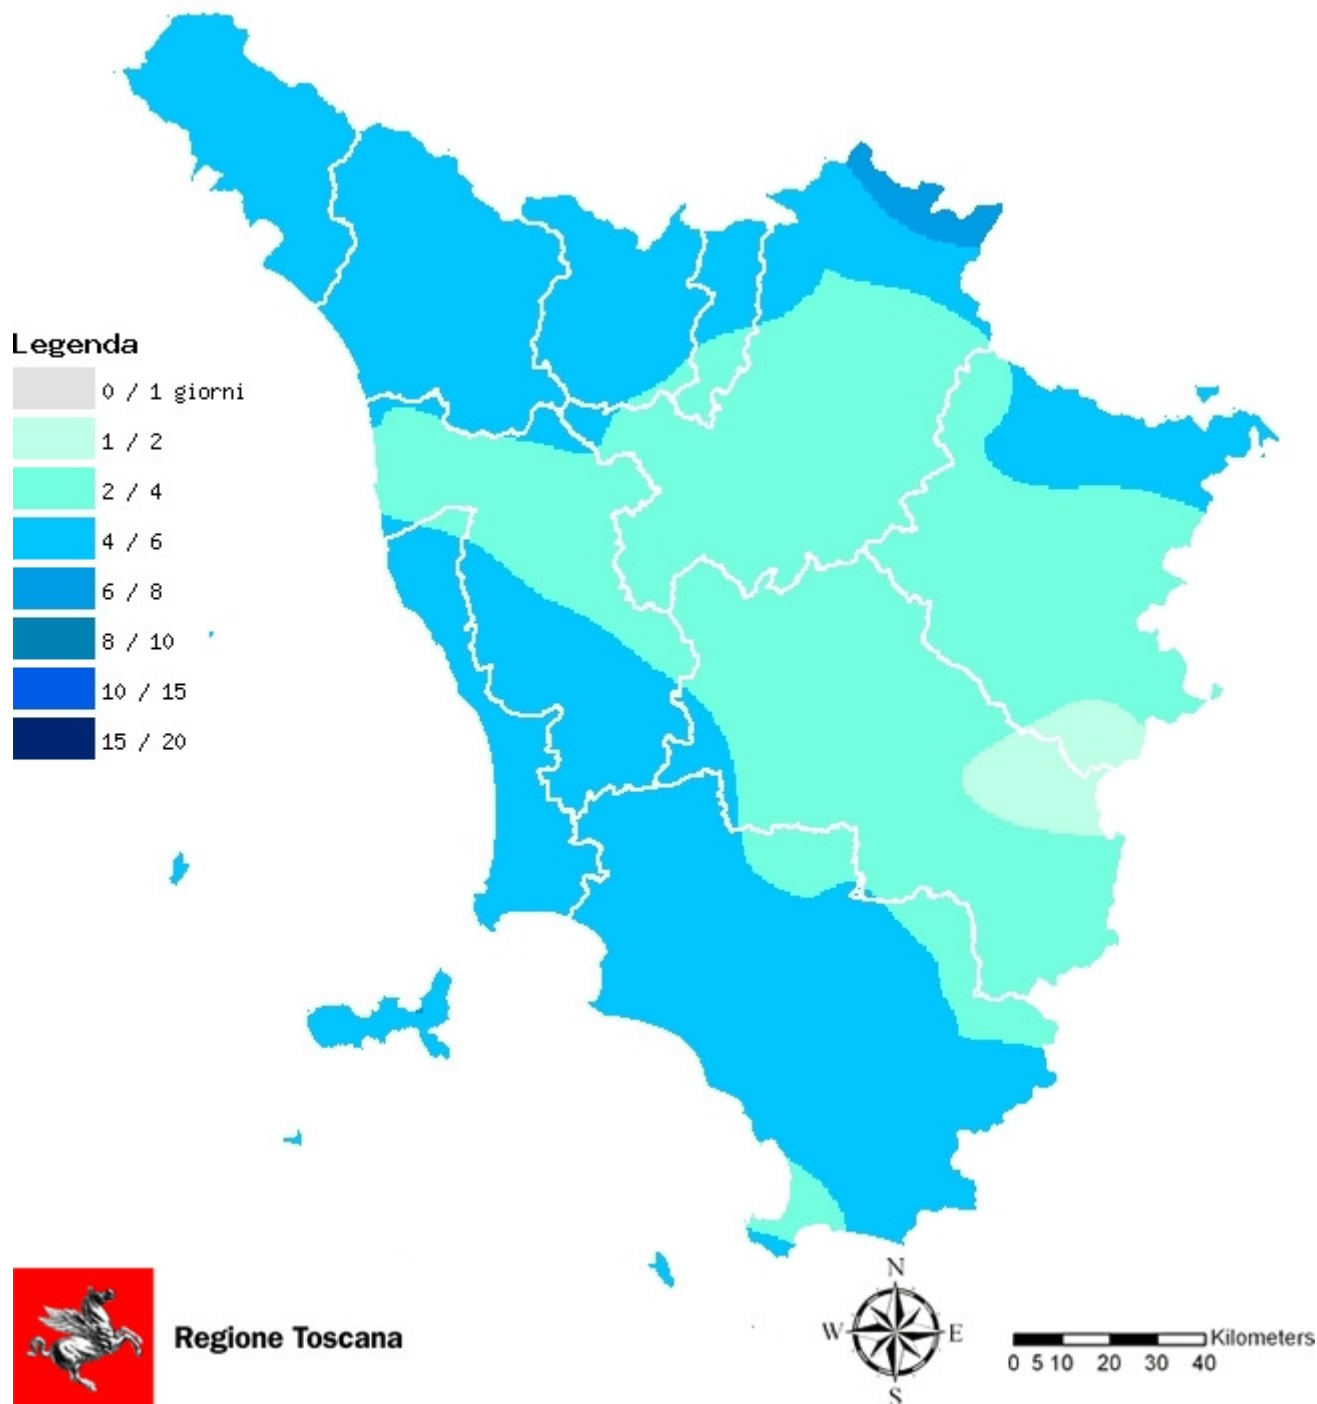 Legenda
0 / 1 giorni
1 / 2
2 / 4
4 / 6
6 / 8
8 / 10
10 / 15
15 / 20
Regione Toscana
N
W E
S
Kilometers
0 5 10 20 30 40